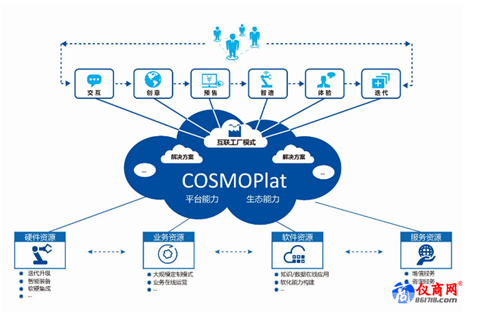 交互 创意 预售 智造 体验 迭代
互联工厂模式
解决方案 解决方案
... ...
COSMOPlat
平台能力 生态能力
硬件资源 业务资源 软件资源 服务资源
迭代升级 大规模定制模式 知识/数据在线应用 增值服务
智能装备 业务在线运营 软化能力构建
软硬集成 ... ...
...
仪商网
861718.com